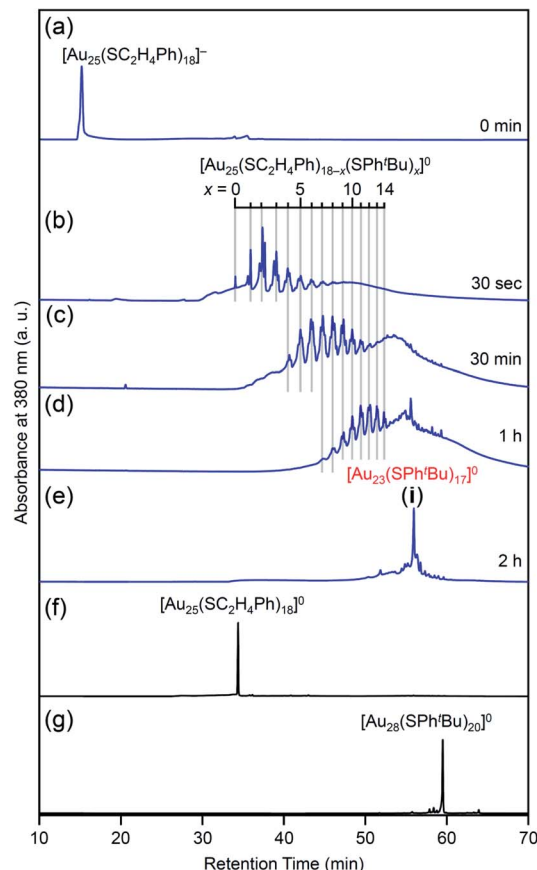 (a)
[Au₂₅(SC₂H₄Ph)₁₈]⁻
0 min
[Au₂₅(SC₂H₄Ph)₁₈₋ₓ(SPhᵗBu)ₓ]⁰
x = 0 5 10 14
(b)
30 sec
(c)
30 min
(d)
1 h
[Au₂₃(SPhᵗBu)₁₇]⁰
(e)
(i)
2 h
(f)
[Au₂₅(SC₂H₄Ph)₁₈]⁰
(g)
[Au₂₈(SPhᵗBu)₂₀]⁰
Absorbance at 380 nm (a. u.)
10 20 30 40 50 60 70
Retention Time (min)